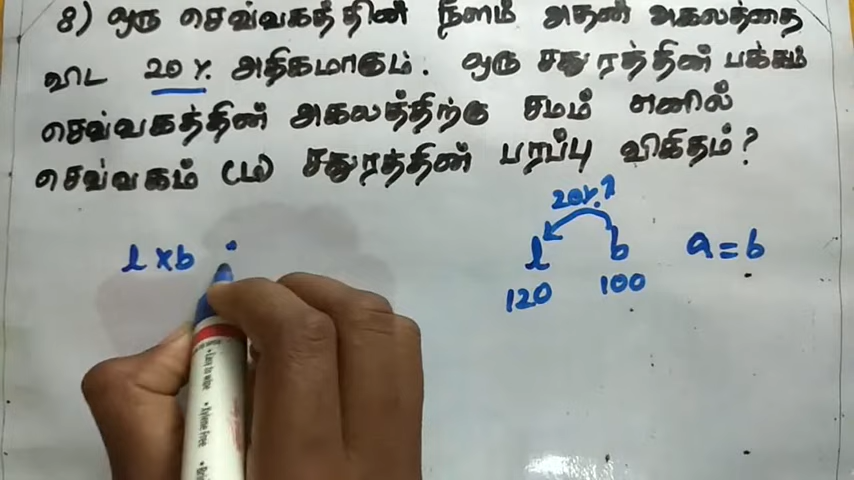 8) ஒரு செவ்வகத்தின் நீளம் அதன் அகலத்தை
விட 20% அதிகமாகும். ஒரு சதுரத்தின் பக்கம்
செவ்வகத்தின் அகலத்திற்கு சமம் எனில்
செவ்வகம் (ம) சதுரத்தின் பரப்பு விகிதம்?
20%↑
l × b :
l b a = b
120 100